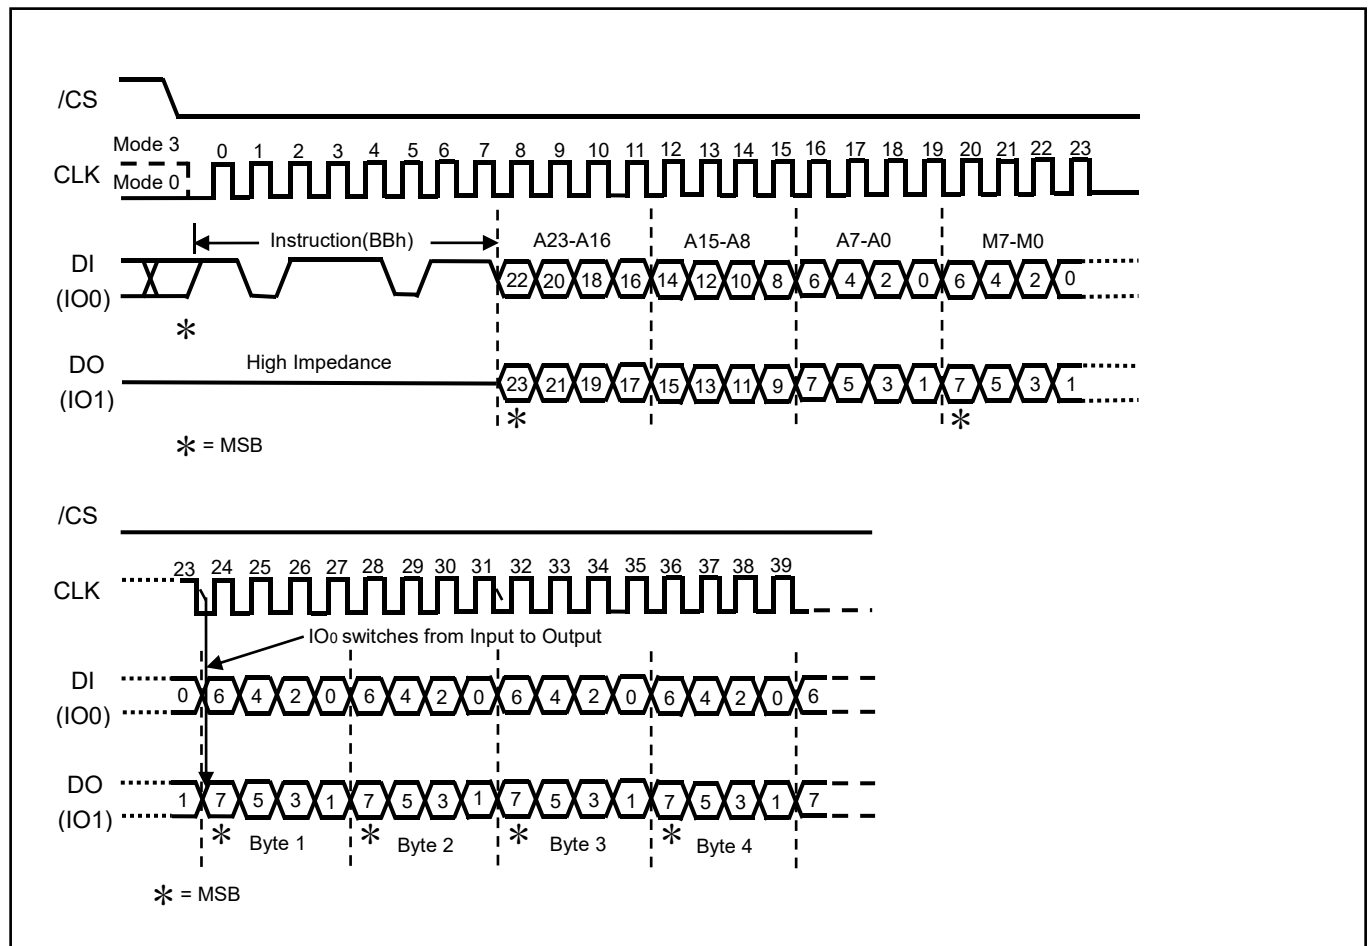 /CS
Mode 3
CLK
Mode 0
0 1 2 3 4 5 6 7 8 9 10 11 12 13 14 15 16 17 18 19 20 21 22 23
Instruction(BBh) A23-A16 A15-A8 A7-A0 M7-M0
DI
(IO0)
22 20 18 16 14 12 10 8 6 4 2 0 6 4 2 0
*
High Impedance
DO
(IO1)
23 21 19 17 15 13 11 9 7 5 3 1 7 5 3 1
* *
* = MSB
/CS
CLK
23 24 25 26 27 28 29 30 31 32 33 34 35 36 37 38 39
IO0 switches from Input to Output
DI
(IO0)
0 6 4 2 0 6 4 2 0 6 4 2 0 6 4 2 0 6
DO
(IO1)
1 7 5 3 1 7 5 3 1 7 5 3 1 7 5 3 1 7
* Byte 1 * Byte 2 * Byte 3 * Byte 4
* = MSB